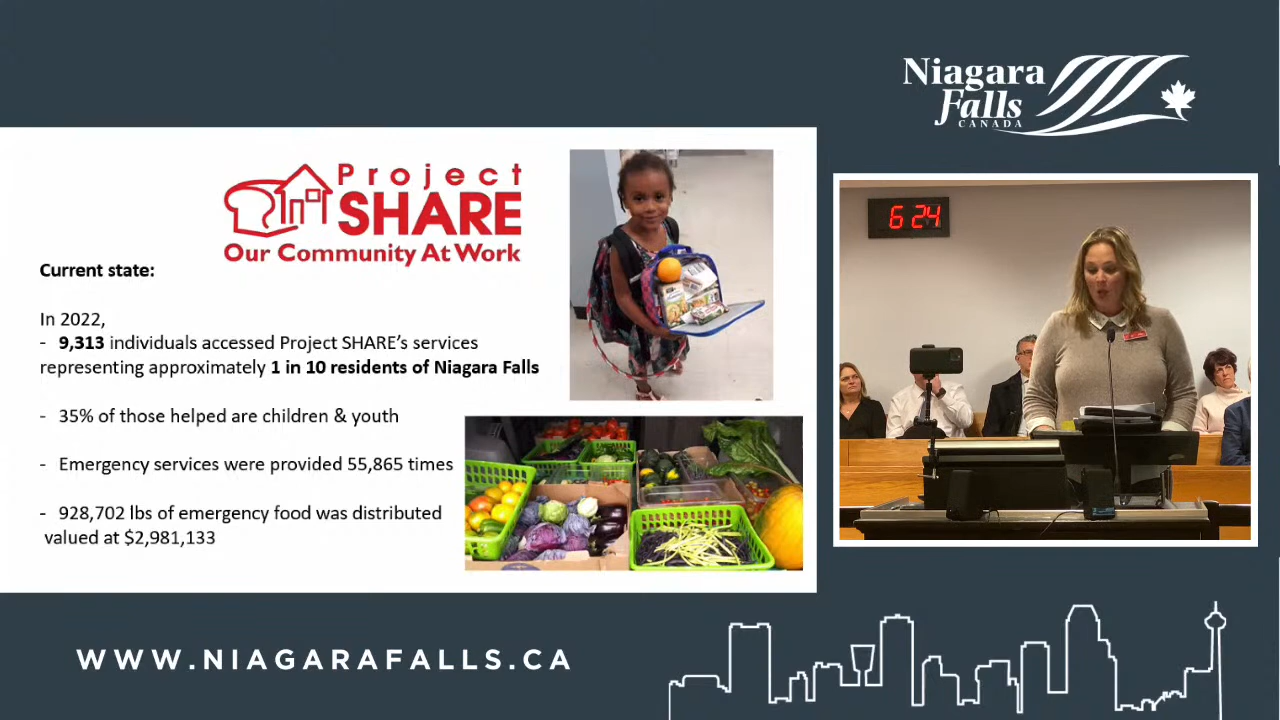 Niagara
Falls
CANADA
Project
SHARE
Our Community At Work
Current state:
In 2022,
- 9,313 individuals accessed Project SHARE's services
representing approximately 1 in 10 residents of Niagara Falls
- 35% of those helped are children & youth
- Emergency services were provided 55,865 times
- 928,702 lbs of emergency food was distributed
valued at $2,981,133
6 24
WWW.NIAGARAFALLS.CA